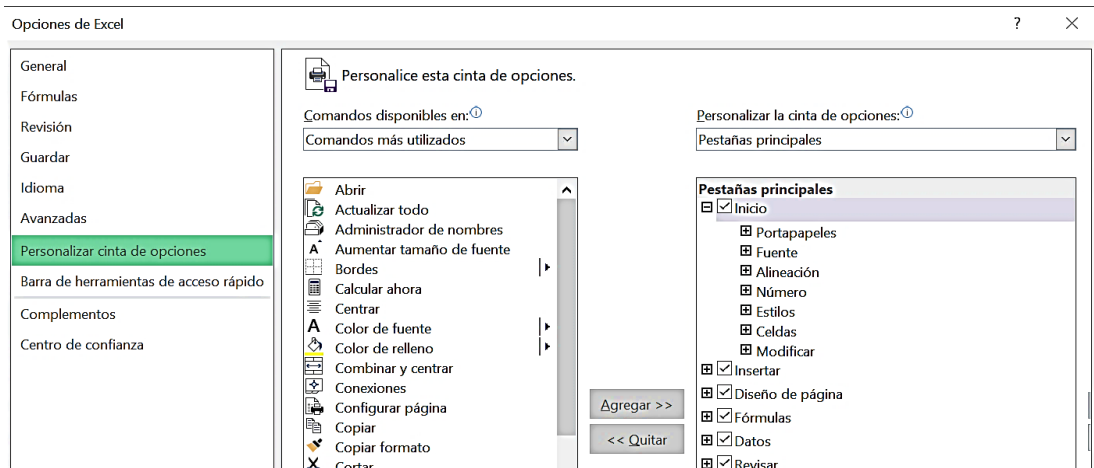 Opciones de Excel ? ×
General
Fórmulas
Revisión
Guardar
Idioma
Avanzadas
Personalizar cinta de opciones
Barra de herramientas de acceso rápido
Complementos
Centro de confianza
Personalice esta cinta de opciones.
Comandos disponibles en:
Comandos más utilizados
Abrir
Actualizar todo
Administrador de nombres
Aumentar tamaño de fuente
Bordes
Calcular ahora
Centrar
Color de fuente
Color de relleno
Combinar y centrar
Conexiones
Configurar página
Copiar
Copiar formato
Cortar
Agregar >>
<< Quitar
Personalizar la cinta de opciones:
Pestañas principales
Pestañas principales
Inicio
Portapapeles
Fuente
Alineación
Número
Estilos
Celdas
Modificar
Insertar
Diseño de página
Fórmulas
Datos
Revisar